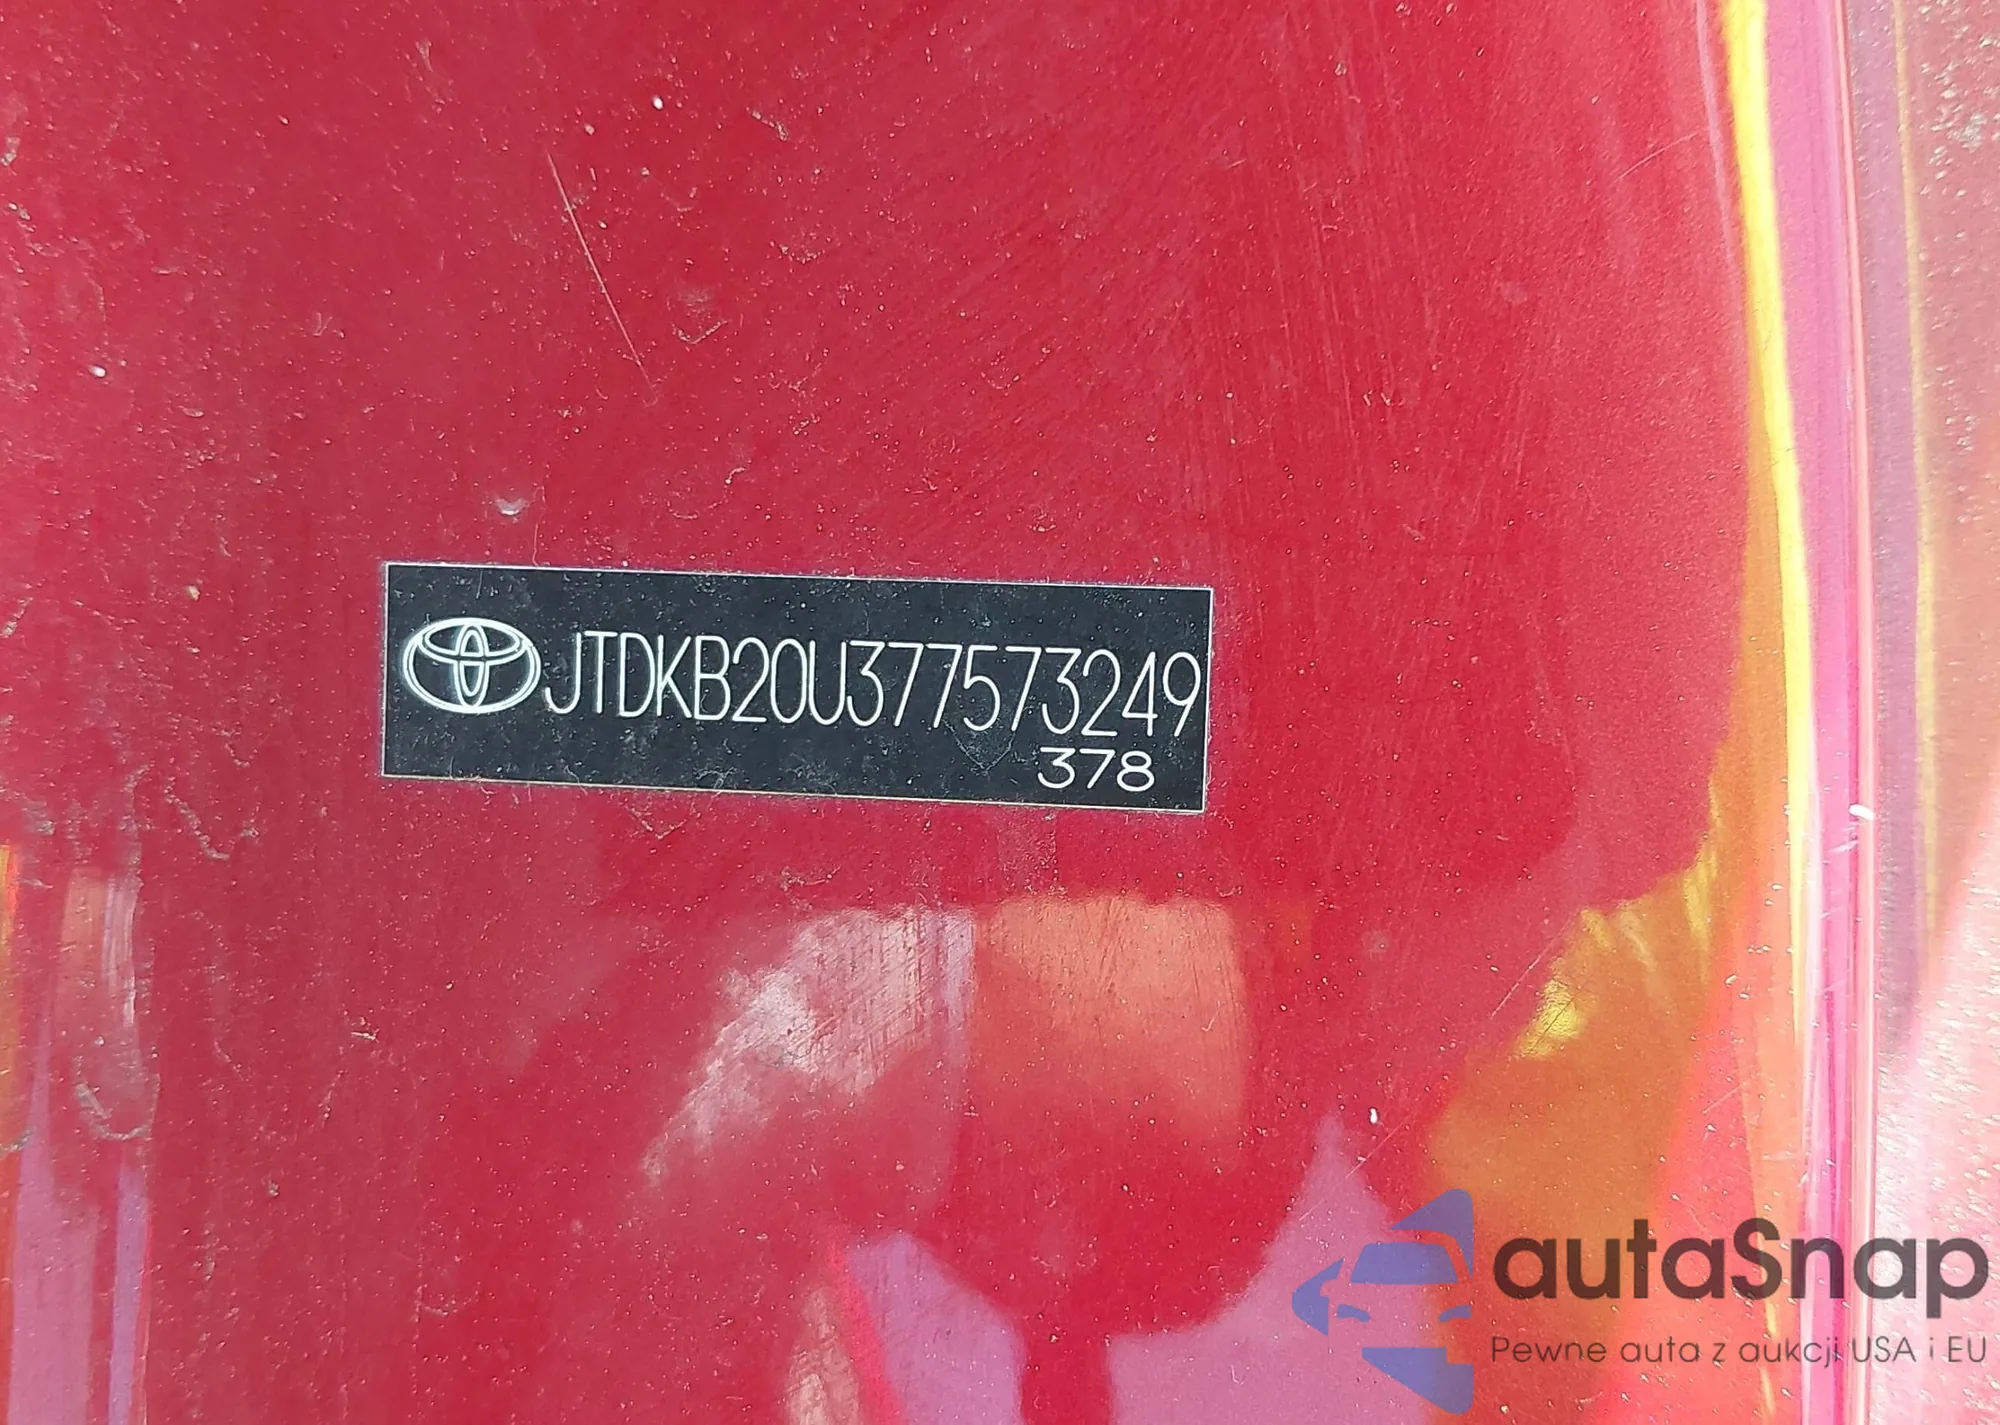 JTDKB20U377573249
378
autaSnap
Pewne auta z aukcji USA i EU